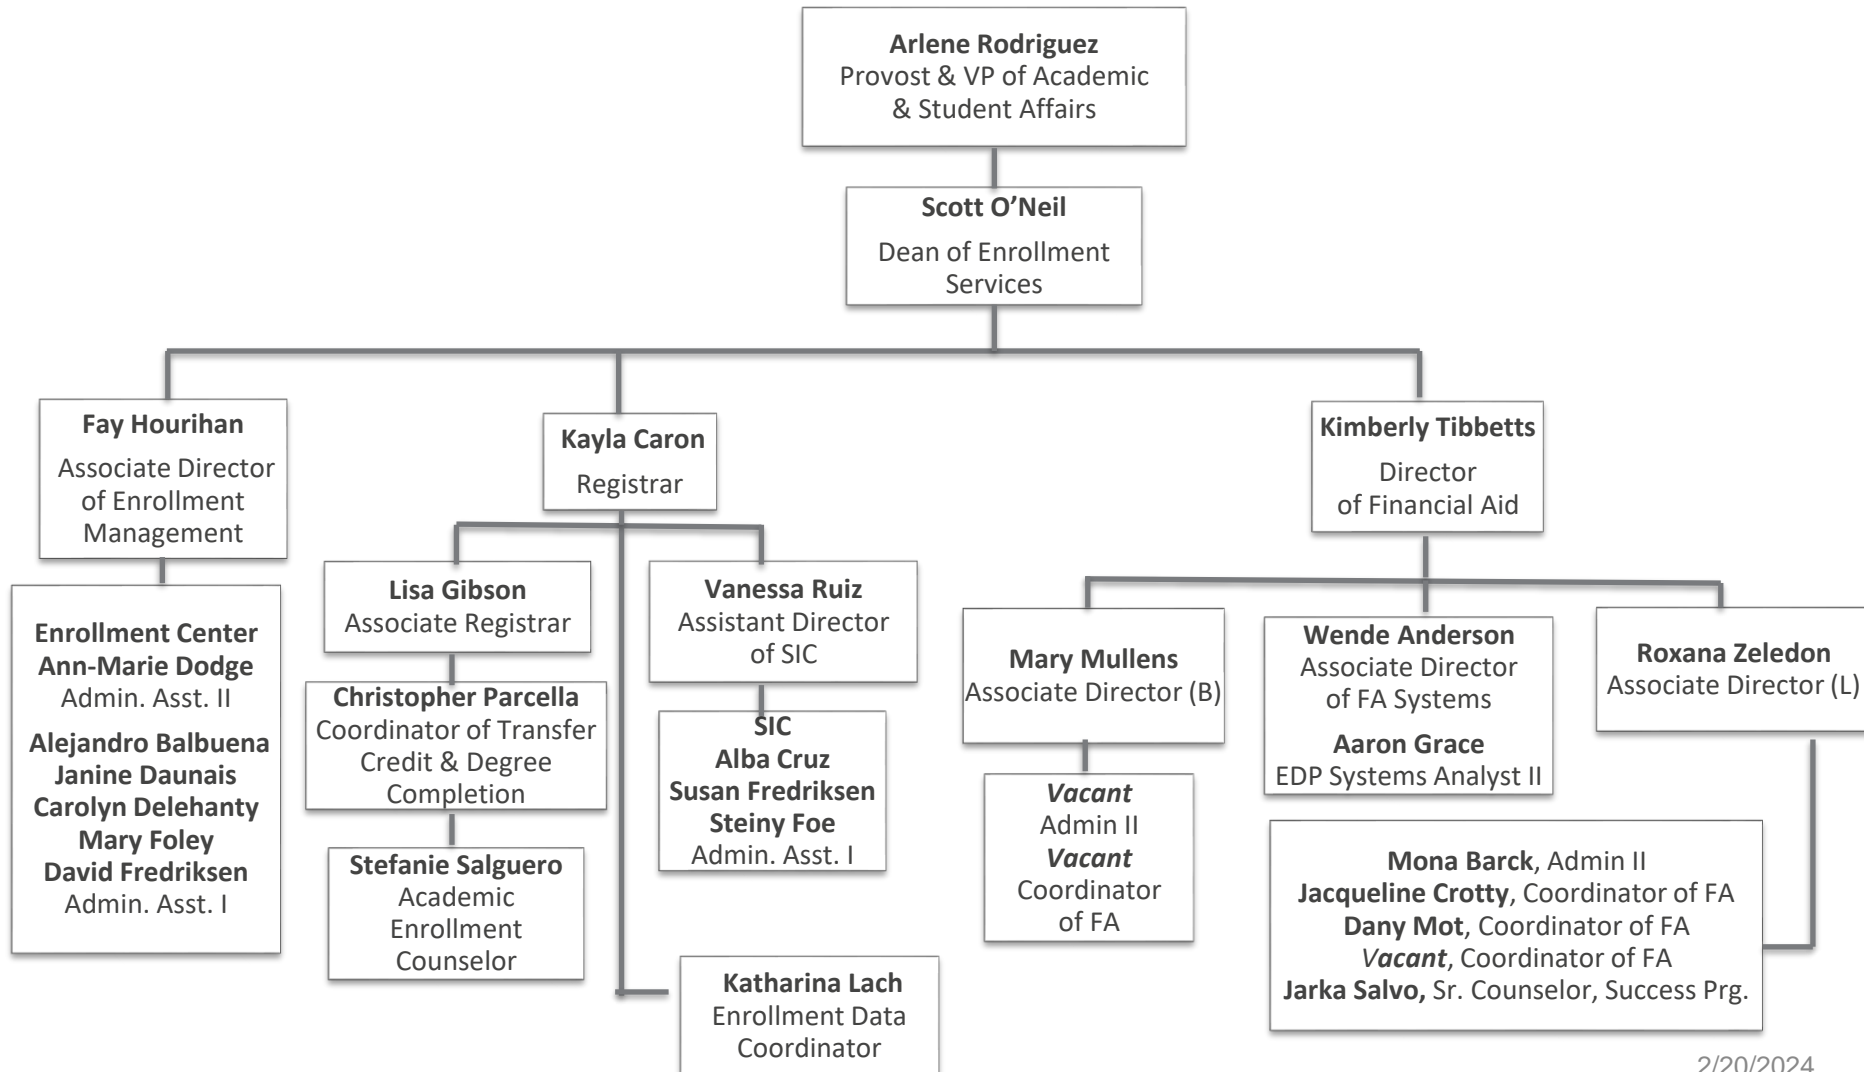 Arlene Rodriguez
Provost & VP of Academic
& Student Affairs
Scott O’Neil
Dean of Enrollment
Services
Fay Hourihan
Associate Director
of Enrollment
Management
Enrollment Center
Ann-Marie Dodge
Admin. Asst. II
Alejandro Balbuena
Janine Daunais
Carolyn Delehanty
Mary Foley
David Fredriksen
Admin. Asst. I
Kayla Caron
Registrar
Lisa Gibson
Associate Registrar
Christopher Parcella
Coordinator of Transfer
Credit & Degree
Completion
Stefanie Salguero
Academic
Enrollment
Counselor
Vanessa Ruiz
Assistant Director
of SIC
SIC
Alba Cruz
Susan Fredriksen
Steiny Foe
Admin. Asst. I
Katharina Lach
Enrollment Data
Coordinator
Kimberly Tibbetts
Director
of Financial Aid
Mary Mullens
Associate Director (B)
Vacant
Admin II
Vacant
Coordinator
of FA
Wende Anderson
Associate Director
of FA Systems
Aaron Grace
EDP Systems Analyst II
Roxana Zeledon
Associate Director (L)
Mona Barck, Admin II
Jacqueline Crotty, Coordinator of FA
Dany Mot, Coordinator of FA
Vacant, Coordinator of FA
Jarka Salvo, Sr. Counselor, Success Prg.
2/20/2024